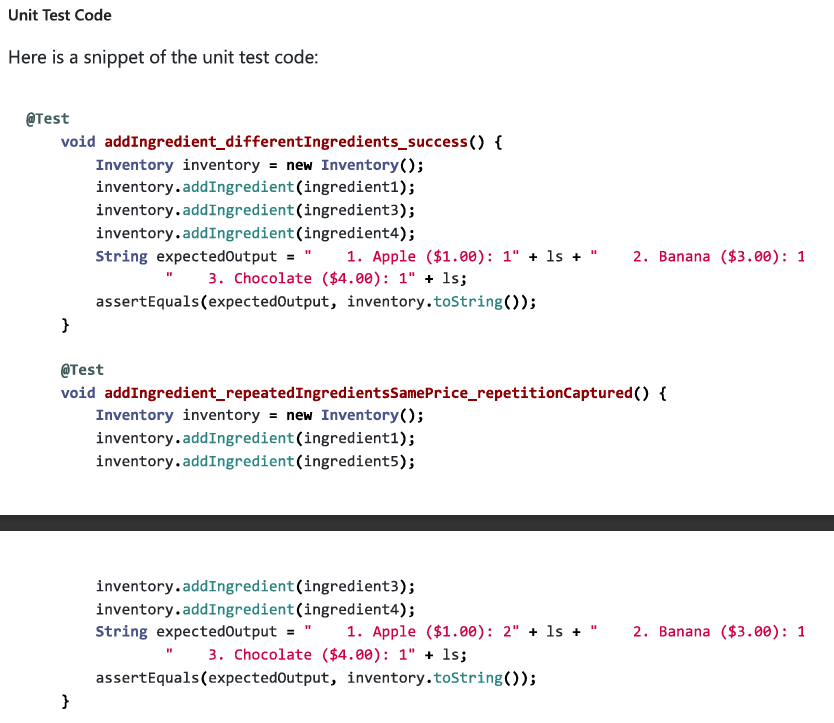 Unit Test Code
Here is a snippet of the unit test code:
@Test
    void addIngredient_differentIngredients_success() {
        Inventory inventory = new Inventory();
        inventory.addIngredient(ingredient1);
        inventory.addIngredient(ingredient3);
        inventory.addIngredient(ingredient4);
        String expectedOutput = "    1. Apple ($1.00): 1" + ls + "    2. Banana ($3.00): 1
                "    3. Chocolate ($4.00): 1" + ls;
        assertEquals(expectedOutput, inventory.toString());
    }
    @Test
    void addIngredient_repeatedIngredientsSamePrice_repetitionCaptured() {
        Inventory inventory = new Inventory();
        inventory.addIngredient(ingredient1);
        inventory.addIngredient(ingredient5);
        inventory.addIngredient(ingredient3);
        inventory.addIngredient(ingredient4);
        String expectedOutput = "    1. Apple ($1.00): 2" + ls + "    2. Banana ($3.00): 1
                "    3. Chocolate ($4.00): 1" + ls;
        assertEquals(expectedOutput, inventory.toString());
    }